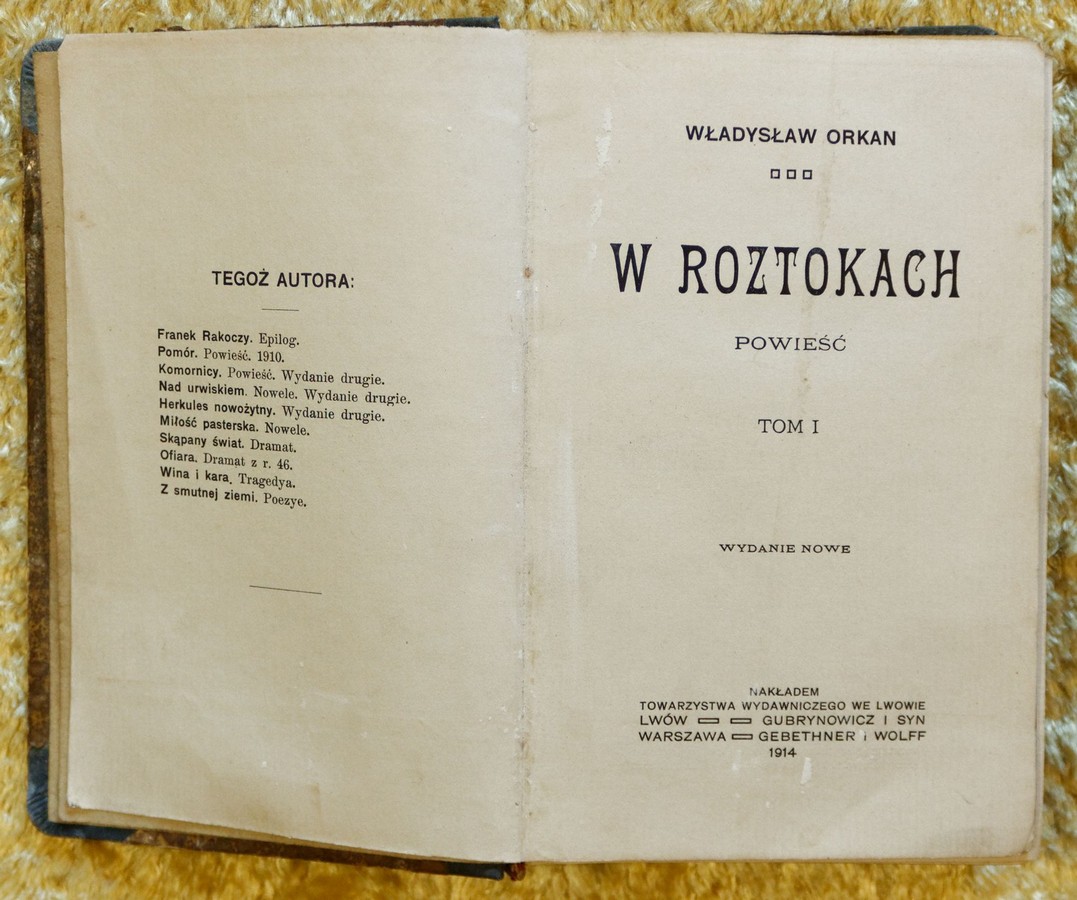 TEGOŻ AUTORA:
Franek Rakoczy. Epilog.
Pomór. Powieść. 1910.
Komornicy. Powieść. Wydanie drugie.
Nad urwiskiem. Nowele. Wydanie drugie.
Herkules nowożytny. Wydanie drugie.
Miłość pasterska. Nowele.
Skąpany świat. Dramat.
Ofiara. Dramat z r. 46.
Wina i kara. Tragedya.
Z smutnej ziemi. Poezye.
WŁADYSŁAW ORKAN
W ROZTOKACH
POWIEŚĆ
TOM I
WYDANIE NOWE
NAKŁADEM
TOWARZYSTWA WYDAWNICZEGO WE LWOWIE
LWÓW GUBRYNOWICZ I SYN
WARSZAWA GEBETHNER i WOLFF
1914